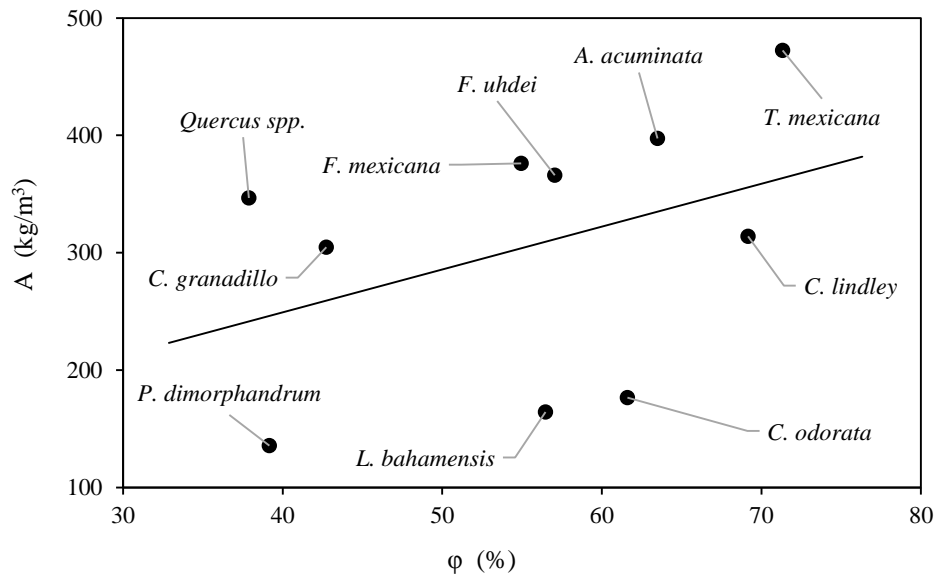 500
400
300
200
100
A (kg/m³)
A. acuminata
F. uhdei
T. mexicana
Quercus spp.
F. mexicana
C. granadillo
C. lindley
P. dimorphandrum
C. odorata
L. bahamensis
30 40 50 60 70 80
φ (%)